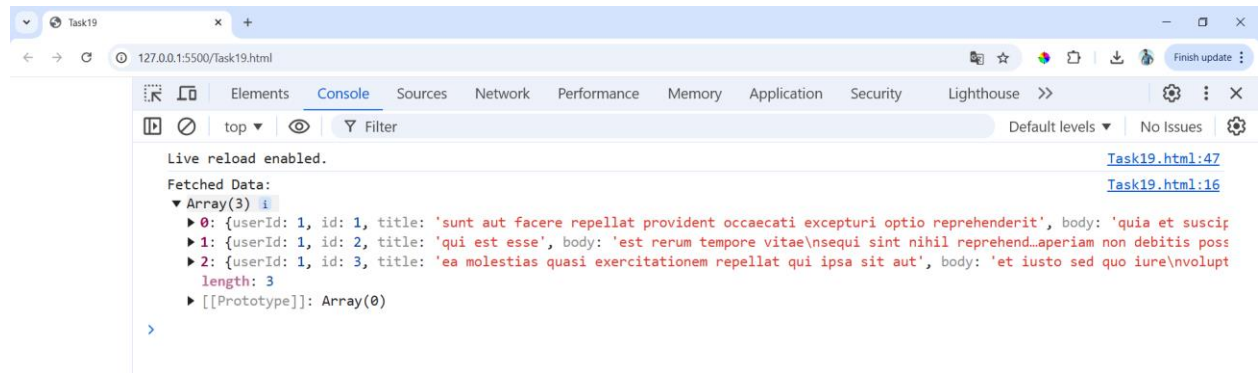 Task19
127.0.0.1:5500/Task19.html
Finish update
Elements Console Sources Network Performance Memory Application Security Lighthouse
top Filter Default levels No Issues
Live reload enabled. Task19.html:47
Fetched Data: Task19.html:16
Array(3) i
0: {userId: 1, id: 1, title: 'sunt aut facere repellat provident occaecati excepturi optio reprehenderit', body: 'quia et suscip
1: {userId: 1, id: 2, title: 'qui est esse', body: 'est rerum tempore vitae\nsequi sint nihil reprehend…aperiam non debitis poss
2: {userId: 1, id: 3, title: 'ea molestias quasi exercitationem repellat qui ipsa sit aut', body: 'et iusto sed quo iure\nvolupt
length: 3
[[Prototype]]: Array(0)